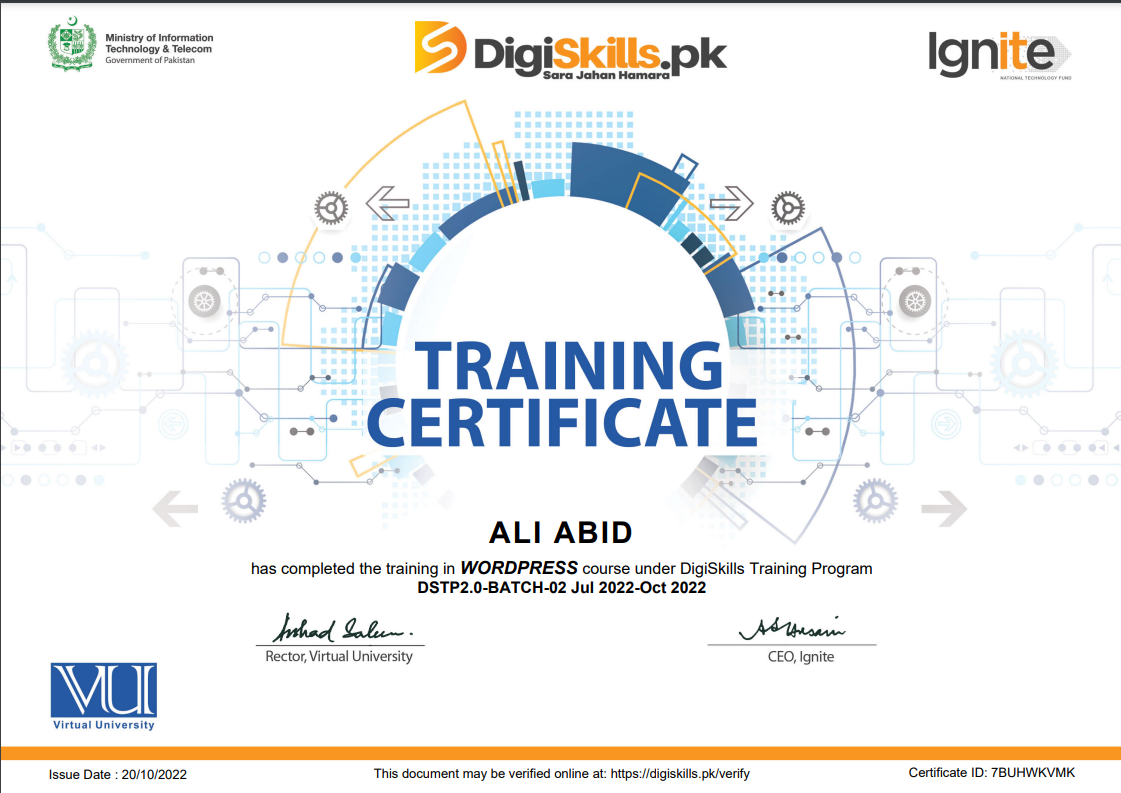 Ministry of Information
Technology & Telecom
Government of Pakistan
DigiSkills.pk
Sara Jahan Hamara
Ignite
NATIONAL TECHNOLOGY FUND
TRAINING
CERTIFICATE
ALI ABID
has completed the training in WORDPRESS course under DigiSkills Training Program
DSTP2.0-BATCH-02 Jul 2022-Oct 2022
Rector, Virtual University
CEO, Ignite
VU
Virtual University
Issue Date : 20/10/2022
This document may be verified online at: https://digiskills.pk/verify
Certificate ID: 7BUHWKVMK